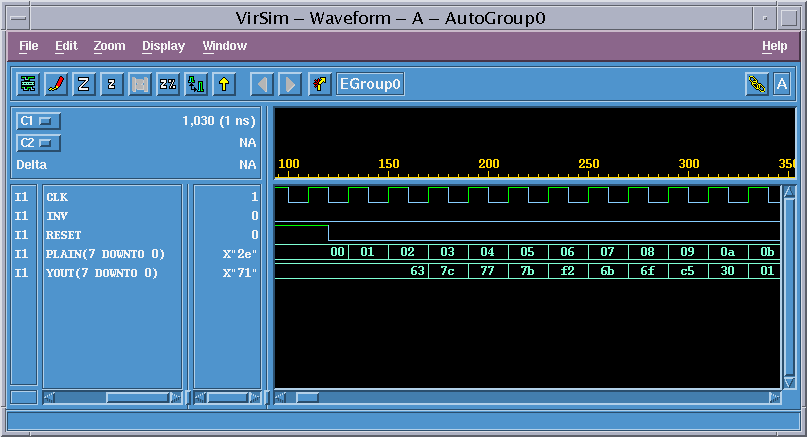 VirSim – Waveform – A – AutoGroup0
File Edit Zoom Display Window Help
Z z z% EGroup0 A
C1 1,030 (1 ns)
C2 NA
Delta NA
100 150 200 250 300 350
I1 CLK 1
I1 INV 0
I1 RESET 0
I1 PLAIN(7 DOWNTO 0) X"2e" 00 01 02 03 04 05 06 07 08 09 0a 0b
I1 YOUT(7 DOWNTO 0) X"71" 63 7c 77 7b f2 6b 6f c5 30 01